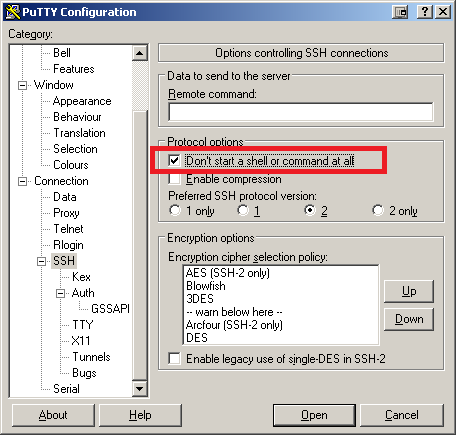 PuTTY Configuration
Category:
Bell
Features
Window
Appearance
Behaviour
Translation
Selection
Colours
Connection
Data
Proxy
Telnet
Rlogin
SSH
Kex
Auth
GSSAPI
TTY
X11
Tunnels
Bugs
Serial
Options controlling SSH connections
Data to send to the server
Remote command:
Protocol options
Don't start a shell or command at all
Enable compression
Preferred SSH protocol version:
1 only 1 2 2 only
Encryption options
Encryption cipher selection policy:
AES (SSH-2 only)
Blowfish
3DES
-- warn below here --
Arcfour (SSH-2 only)
DES
Up
Down
Enable legacy use of single-DES in SSH-2
About Help Open Cancel